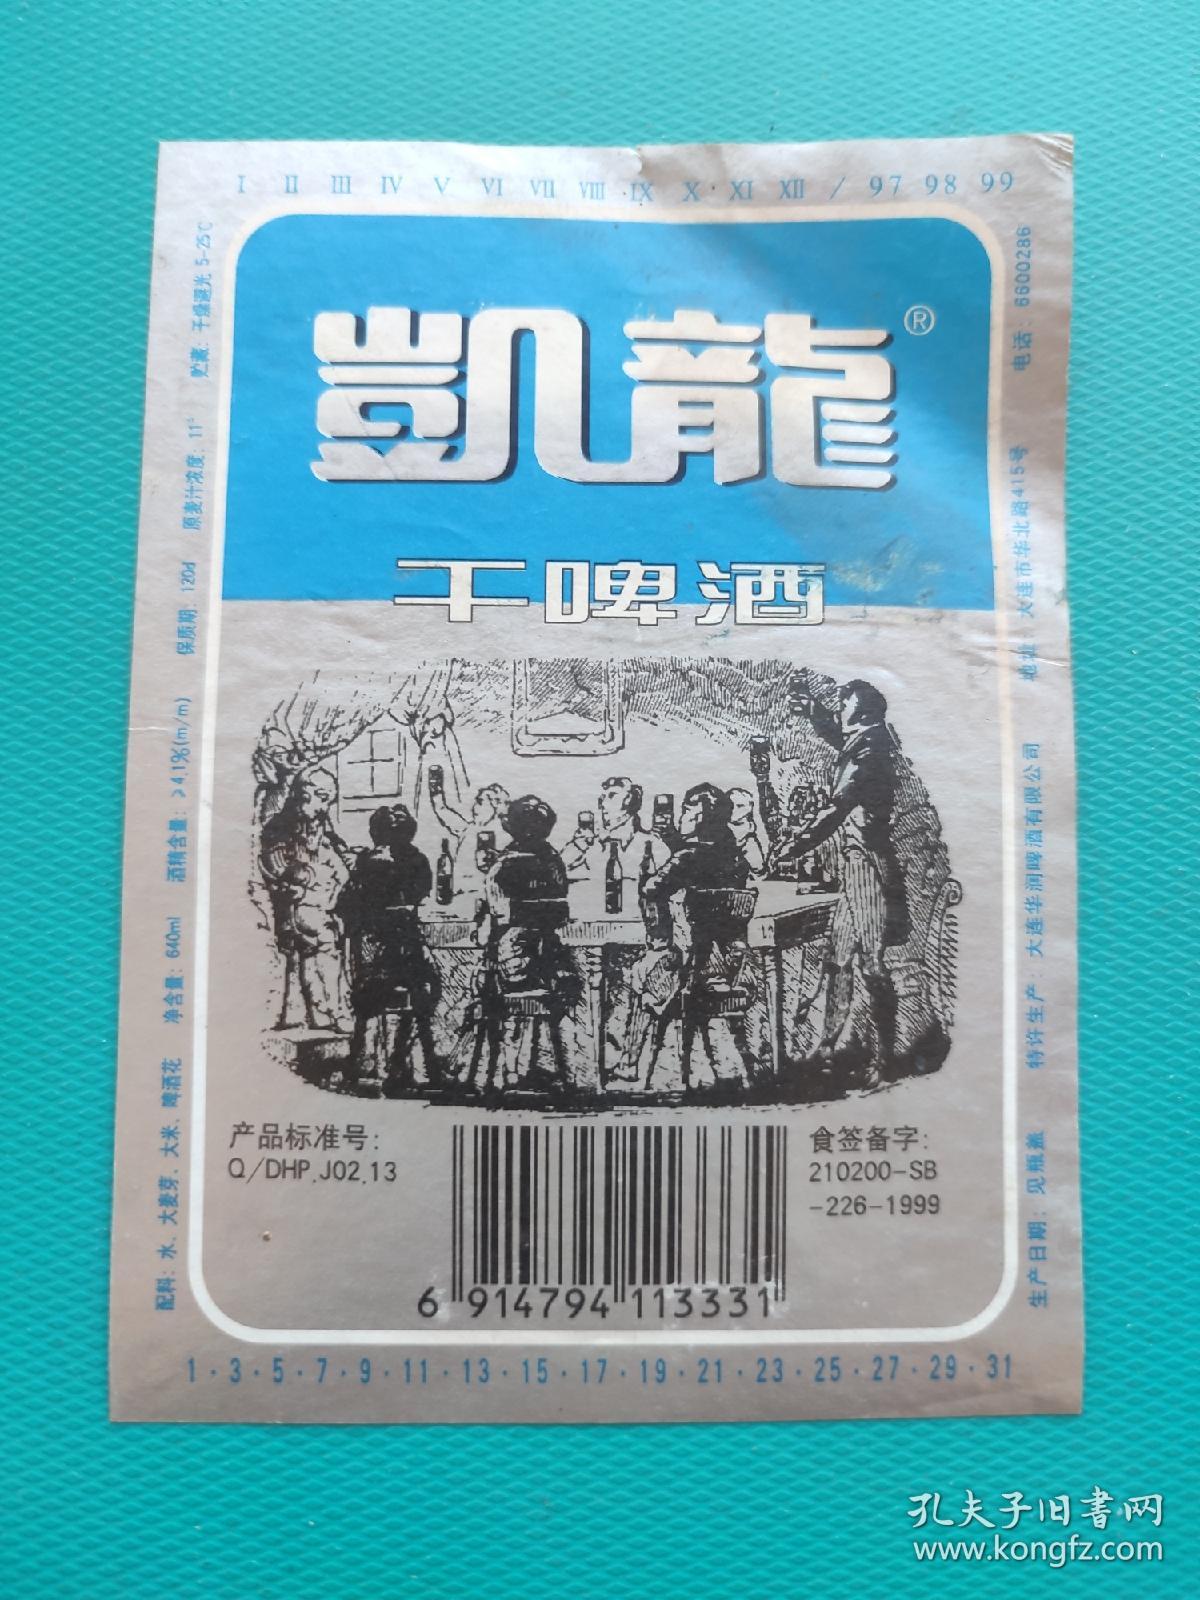 I II III IV V VI VII VIII IX X XI XII / 97 98 99
凱龍®
干啤酒
配料：水、大麦芽、大米、啤酒花 净含量：640ml 酒精含量：≥4.1%(m/m) 保质期：120d 原麦汁浓度：11° 贮藏：干燥避光 5-25℃
生产日期：见瓶盖 特许生产：大连华润啤酒有限公司 地址：大连市华北路415号 电话：6600286
产品标准号：
Q/DHP.J02.13
食签备字：
210200-SB
-226-1999
6 914794 113331
1·3·5·7·9·11·13·15·17·19·21·23·25·27·29·31
孔夫子旧书网
www.kongfz.com